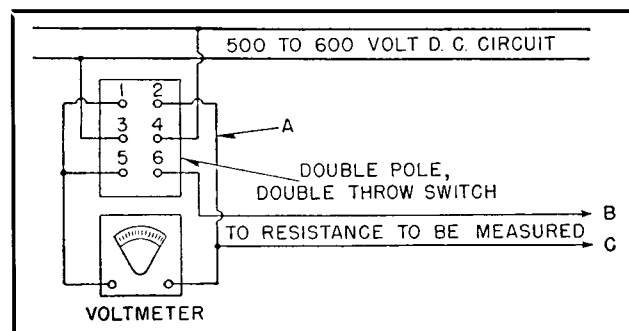 500 TO 600 VOLT D. C. CIRCUIT
1 2
3 4
A
5 6
DOUBLE POLE,
DOUBLE THROW SWITCH
B
TO RESISTANCE TO BE MEASURED
C
VOLTMETER